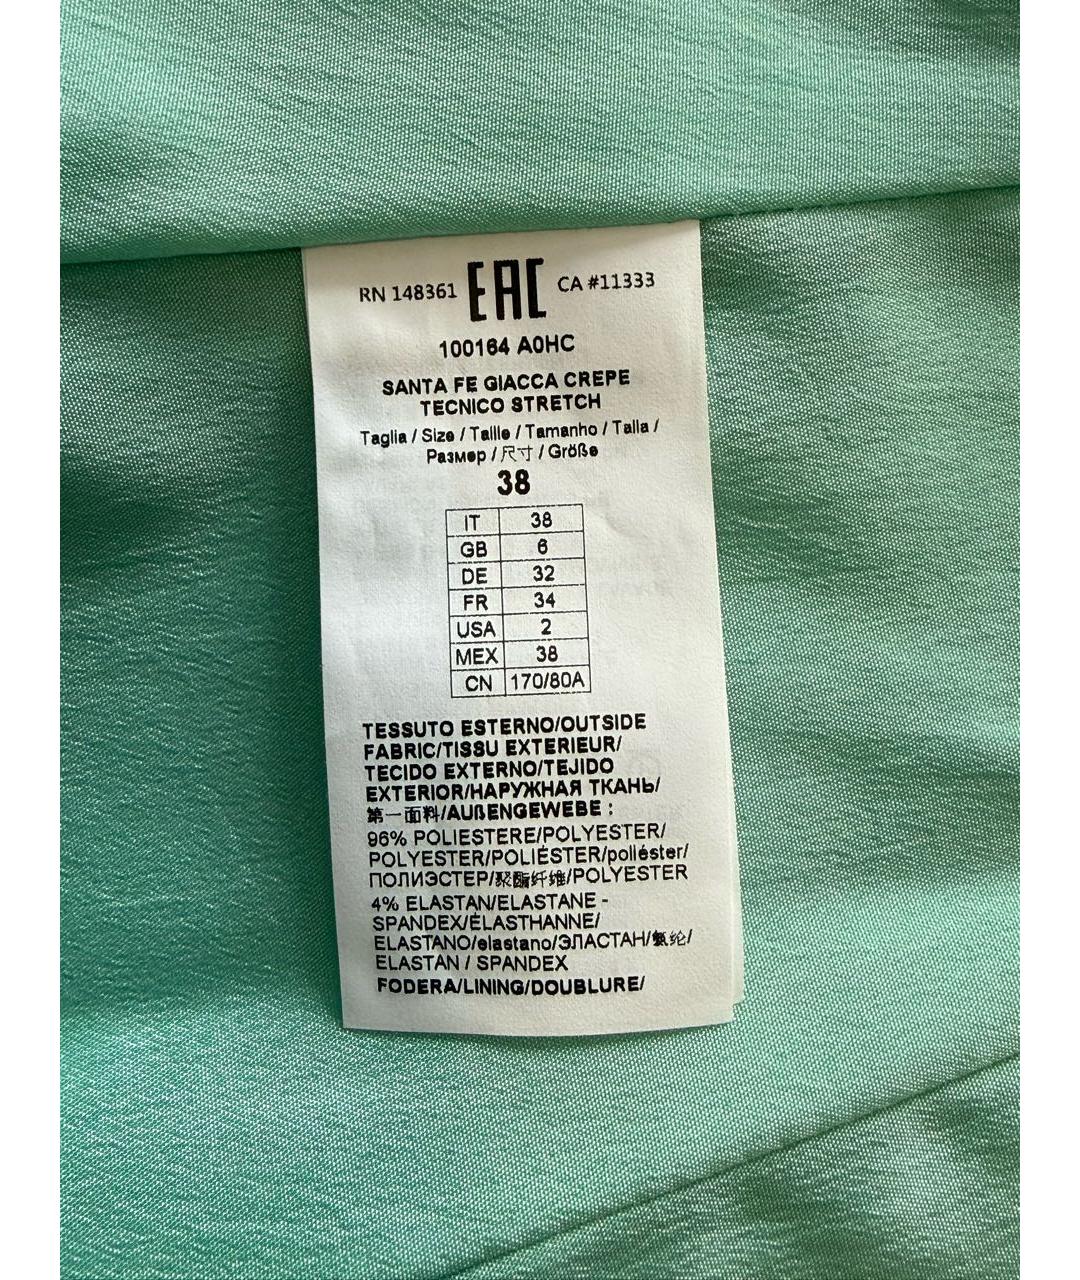 RN 148361 EAC CA #11333
100164 A0HC
SANTA FE GIACCA CREPE
TECNICO STRETCH
Taglia / Size / Taille / Tamanho / Talla /
Размер / 尺寸 / Größe
38
IT 38
GB 6
DE 32
FR 34
USA 2
MEX 38
CN 170/80A
TESSUTO ESTERNO/OUTSIDE
FABRIC/TISSU EXTERIEUR/
TECIDO EXTERNO/TEJIDO
EXTERIOR/НАРУЖНАЯ ТКАНЬ/
第一面料/AUßENGEWEBE :
96% POLIESTERE/POLYESTER/
POLYESTER/POLIÉSTER/poliéster/
ПОЛИЭСТЕР/聚酯纤维/POLYESTER
4% ELASTAN/ELASTANE -
SPANDEX/ÉLASTHANNE/
ELASTANO/elastano/ЭЛАСТАН/氨纶/
ELASTAN / SPANDEX
FODERA/LINING/DOUBLURE/